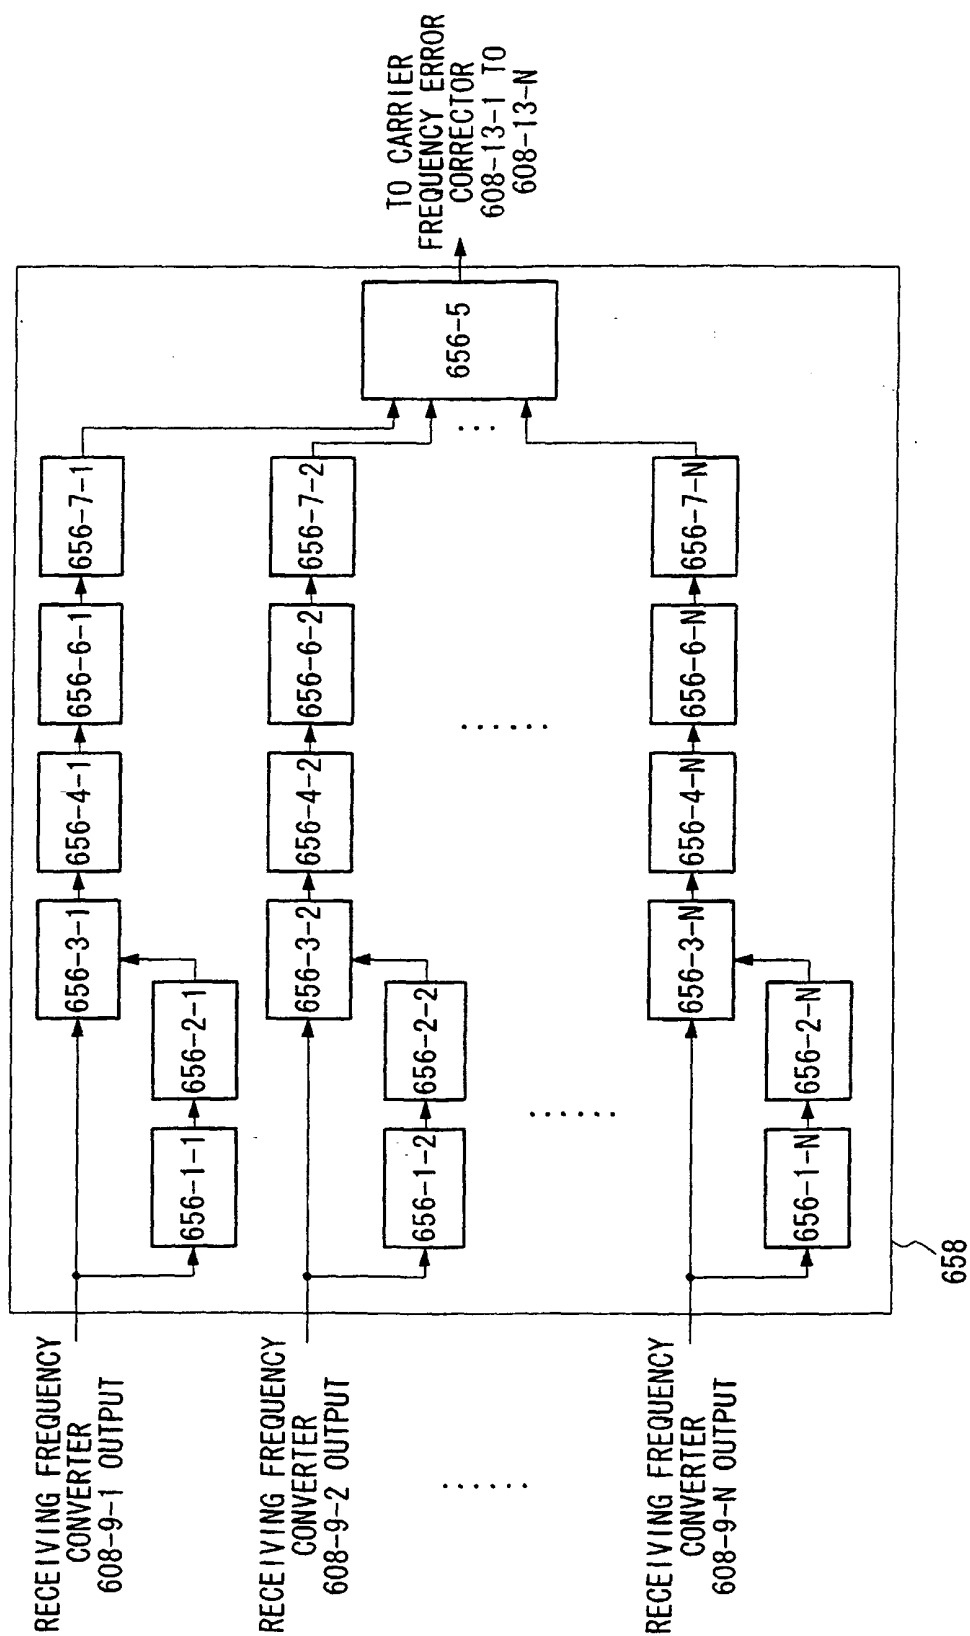 RECEIVING FREQUENCY
CONVERTER
608-9-1 OUTPUT
656-1-1
656-2-1
656-3-1
656-4-1
656-6-1
656-7-1
RECEIVING FREQUENCY
CONVERTER
608-9-2 OUTPUT
656-1-2
656-2-2
656-3-2
656-4-2
656-6-2
656-7-2
......
......
......
...
RECEIVING FREQUENCY
CONVERTER
608-9-N OUTPUT
656-1-N
656-2-N
656-3-N
656-4-N
656-6-N
656-7-N
656-5
TO CARRIER
FREQUENCY ERROR
CORRECTOR
608-13-1 TO
608-13-N
658